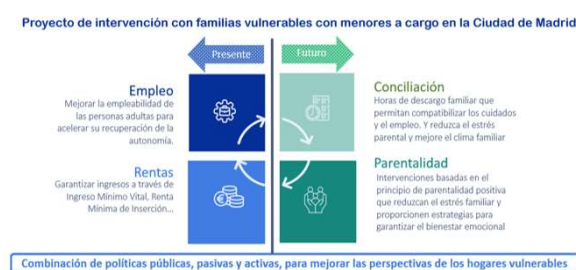 Proyecto de intervención con familias vulnerables con menores a cargo en la Ciudad de Madrid
Presente
Futuro
Empleo
Mejorar la empleabilidad de
las personas adultas para
acelerar su recuperación de la
autonomía.
Conciliación
Horas de descargo familiar que
permitan compatibilizar los cuidados
y el empleo. Y reduzca el estrés
parental y mejore el clima familiar
Rentas
Garantizar ingresos a través de
Ingreso Mínimo Vital, Renta
Mínima de Inserción...
Parentalidad
Intervenciones basadas en el
principio de parentalidad positiva
que reduzcan el estrés familiar y
proporcionen estrategias para
garantizar el bienestar emocional
Combinación de políticas públicas, pasivas y activas, para mejorar las perspectivas de los hogares vulnerables